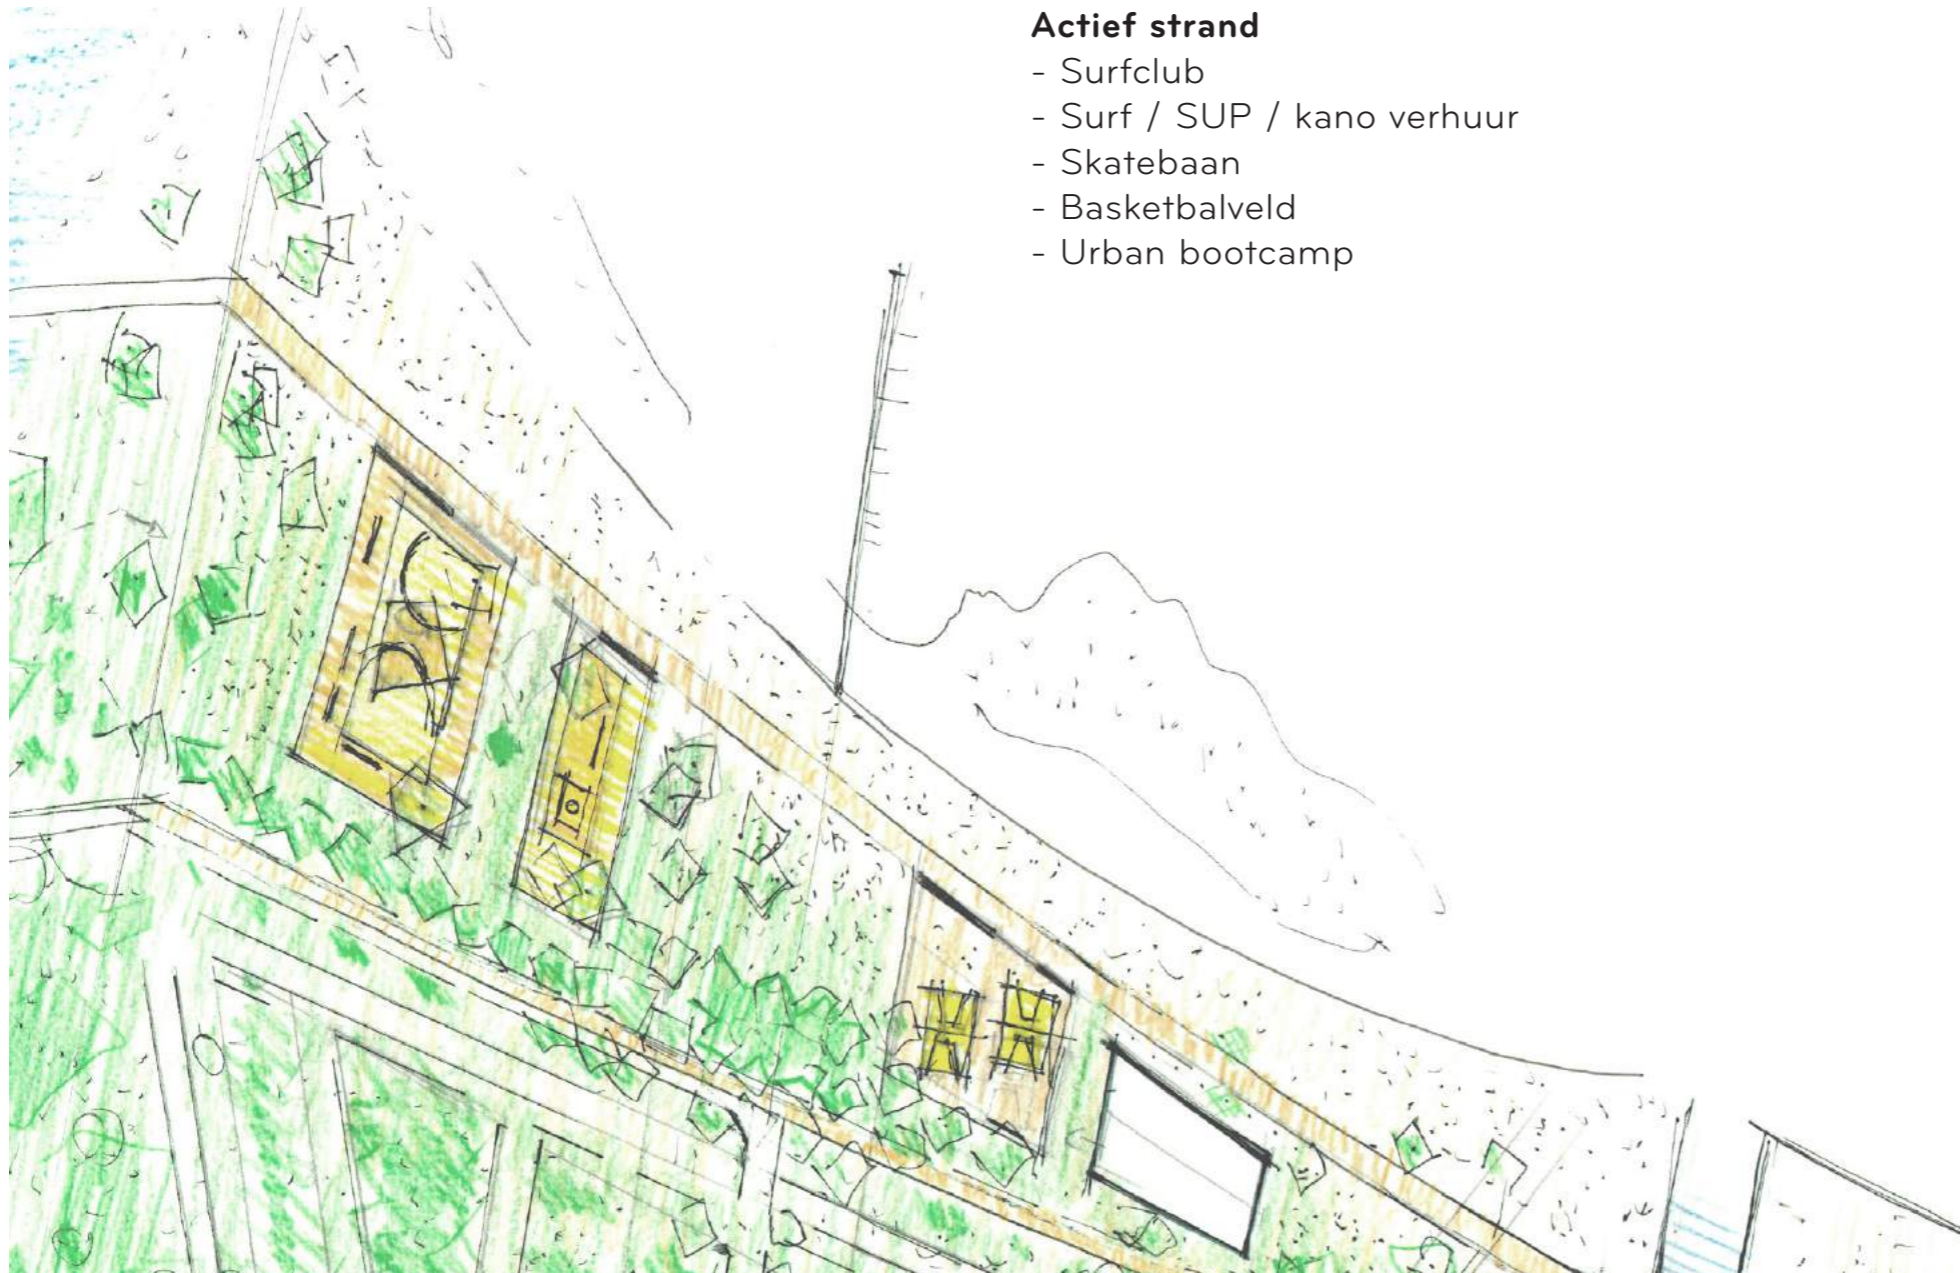 Actief strand
- Surfclub
- Surf / SUP / kano verhuur
- Skatebaan
- Basketbalveld
- Urban bootcamp